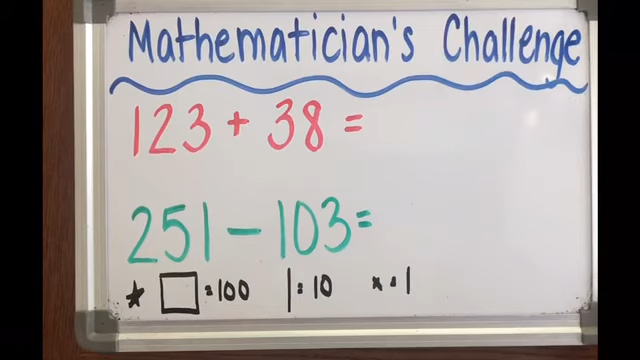 Mathematician's Challenge
123 + 38 =
251 - 103 =
★ □ = 100 | = 10 x = 1